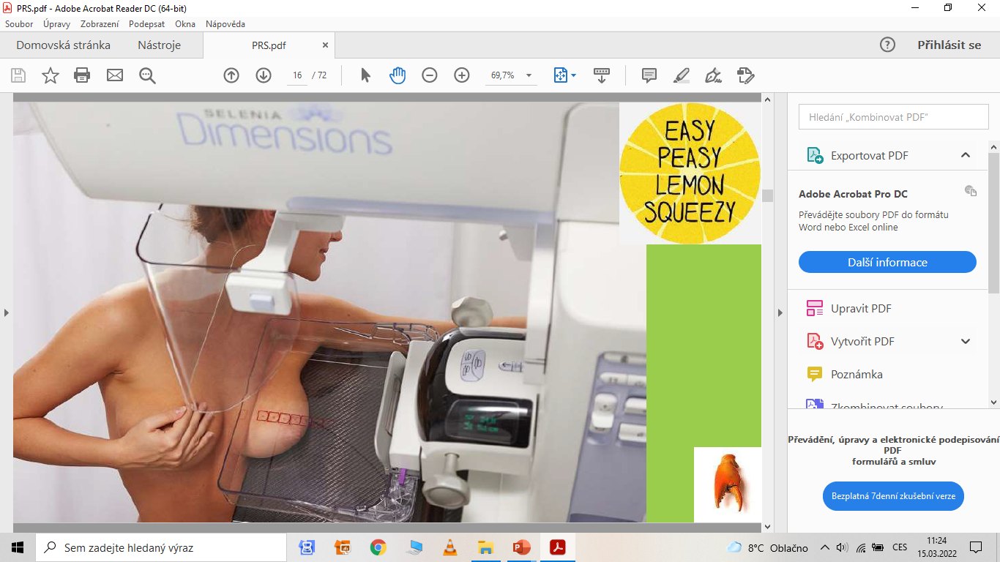 PRS.pdf - Adobe Acrobat Reader DC (64-bit)
Soubor Úpravy Zobrazení Podepsat Okna Nápověda
Domovská stránka Nástroje PRS.pdf Přihlásit se
16 / 72 69,7%
SELENIA
Dimensions
EASY
PEASY
LEMON
SQUEEZY
Hledání „Kombinovat PDF"
Exportovat PDF
Adobe Acrobat Pro DC
Převádějte soubory PDF do formátu
Word nebo Excel online
Další informace
Upravit PDF
Vytvořit PDF
Poznámka
Zkombinovat soubory
Převádění, úpravy a elektronické podepisování
PDF
formulářů a smluv
Bezplatná 7denní zkušební verze
Sem zadejte hledaný výraz
8°C Oblačno
CES
11:24
15.03.2022